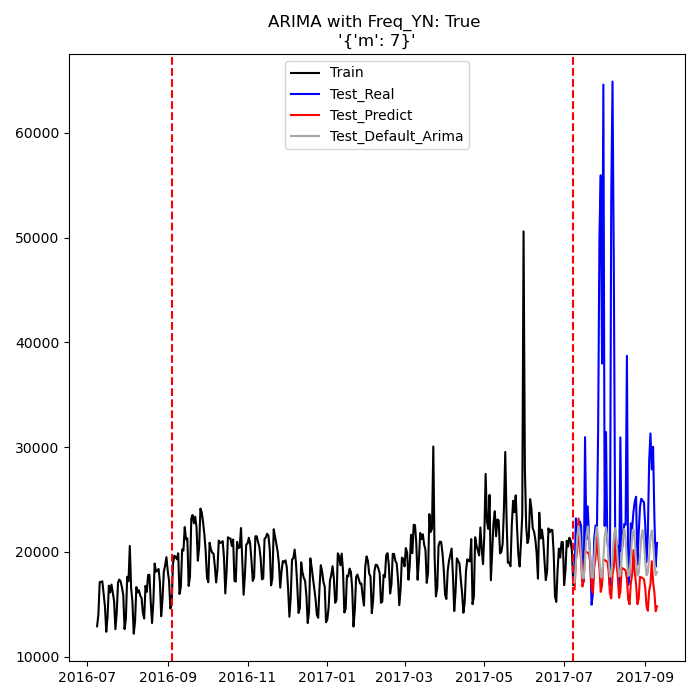 ARIMA with Freq_YN: True
'{'m': 7}'
Train
Test_Real
Test_Predict
Test_Default_Arima
60000
50000
40000
30000
20000
10000
2016-07 2016-09 2016-11 2017-01 2017-03 2017-05 2017-07 2017-09